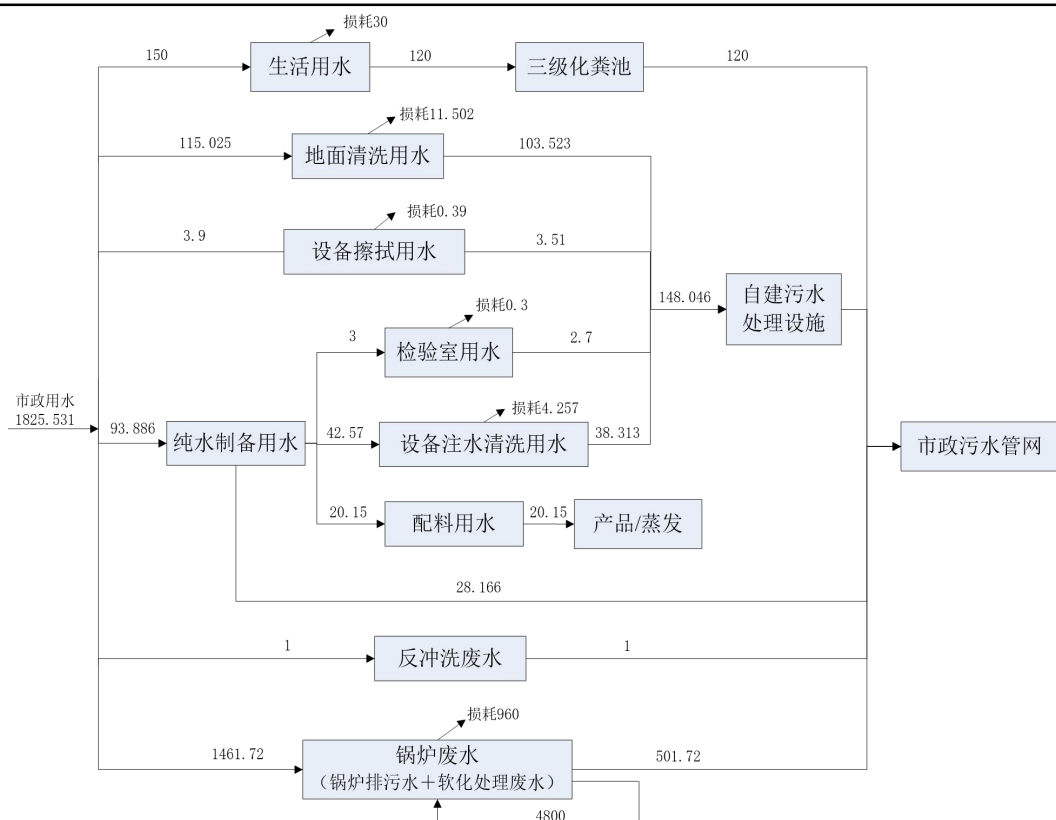 损耗30
150
生活用水
120
三级化粪池
120
损耗11.502
115.025
地面清洗用水
103.523
损耗0.39
3.9
设备擦拭用水
3.51
148.046
自建污水
处理设施
损耗0.3
3
检验室用水
2.7
市政用水
1825.531
93.886
纯水制备用水
损耗4.257
42.57
设备注水清洗用水
38.313
市政污水管网
20.15
配料用水
20.15
产品/蒸发
28.166
1
反冲洗废水
1
损耗960
1461.72
锅炉废水
（锅炉排污水＋软化处理废水）
501.72
4800